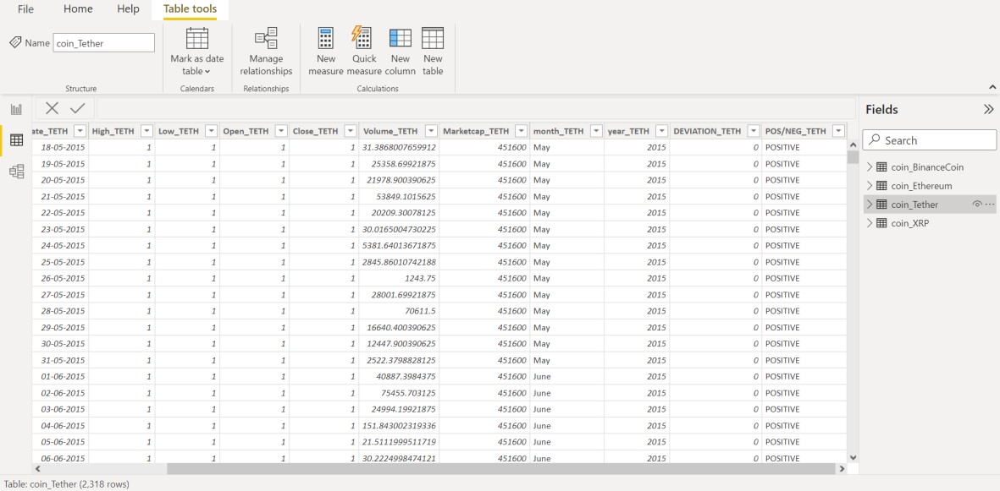 File Home Help Table tools
Name coin_Tether
Mark as date table
Manage relationships
New measure
Quick measure
New column
New table
Structure Calendars Relationships Calculations
Fields
Search
coin_BinanceCoin
coin_Ethereum
coin_Tether
coin_XRP
ate_TETH High_TETH Low_TETH Open_TETH Close_TETH Volume_TETH Marketcap_TETH month_TETH year_TETH DEVIATION_TETH POS/NEG_TETH
18-05-2015 1 1 1 1 31.3868007659912 451600 May 2015 0 POSITIVE
19-05-2015 1 1 1 1 25358.69921875 451600 May 2015 0 POSITIVE
20-05-2015 1 1 1 1 21978.900390625 451600 May 2015 0 POSITIVE
21-05-2015 1 1 1 1 53849.1015625 451600 May 2015 0 POSITIVE
22-05-2015 1 1 1 1 20209.30078125 451600 May 2015 0 POSITIVE
23-05-2015 1 1 1 1 30.0165004730225 451600 May 2015 0 POSITIVE
24-05-2015 1 1 1 1 5381.64013671875 451600 May 2015 0 POSITIVE
25-05-2015 1 1 1 1 2845.86010742188 451600 May 2015 0 POSITIVE
26-05-2015 1 1 1 1 1243.75 451600 May 2015 0 POSITIVE
27-05-2015 1 1 1 1 28001.69921875 451600 May 2015 0 POSITIVE
28-05-2015 1 1 1 1 70611.5 451600 May 2015 0 POSITIVE
29-05-2015 1 1 1 1 16640.400390625 451600 May 2015 0 POSITIVE
30-05-2015 1 1 1 1 12447.900390625 451600 May 2015 0 POSITIVE
31-05-2015 1 1 1 1 2522.3798828125 451600 May 2015 0 POSITIVE
01-06-2015 1 1 1 1 40887.3984375 451600 June 2015 0 POSITIVE
02-06-2015 1 1 1 1 75455.703125 451600 June 2015 0 POSITIVE
03-06-2015 1 1 1 1 24994.19921875 451600 June 2015 0 POSITIVE
04-06-2015 1 1 1 1 151.843002319336 451600 June 2015 0 POSITIVE
05-06-2015 1 1 1 1 21.5111999511719 451600 June 2015 0 POSITIVE
06-06-2015 1 1 1 1 30.2224998474121 451600 June 2015 0 POSITIVE
Table: coin_Tether (2,318 rows)